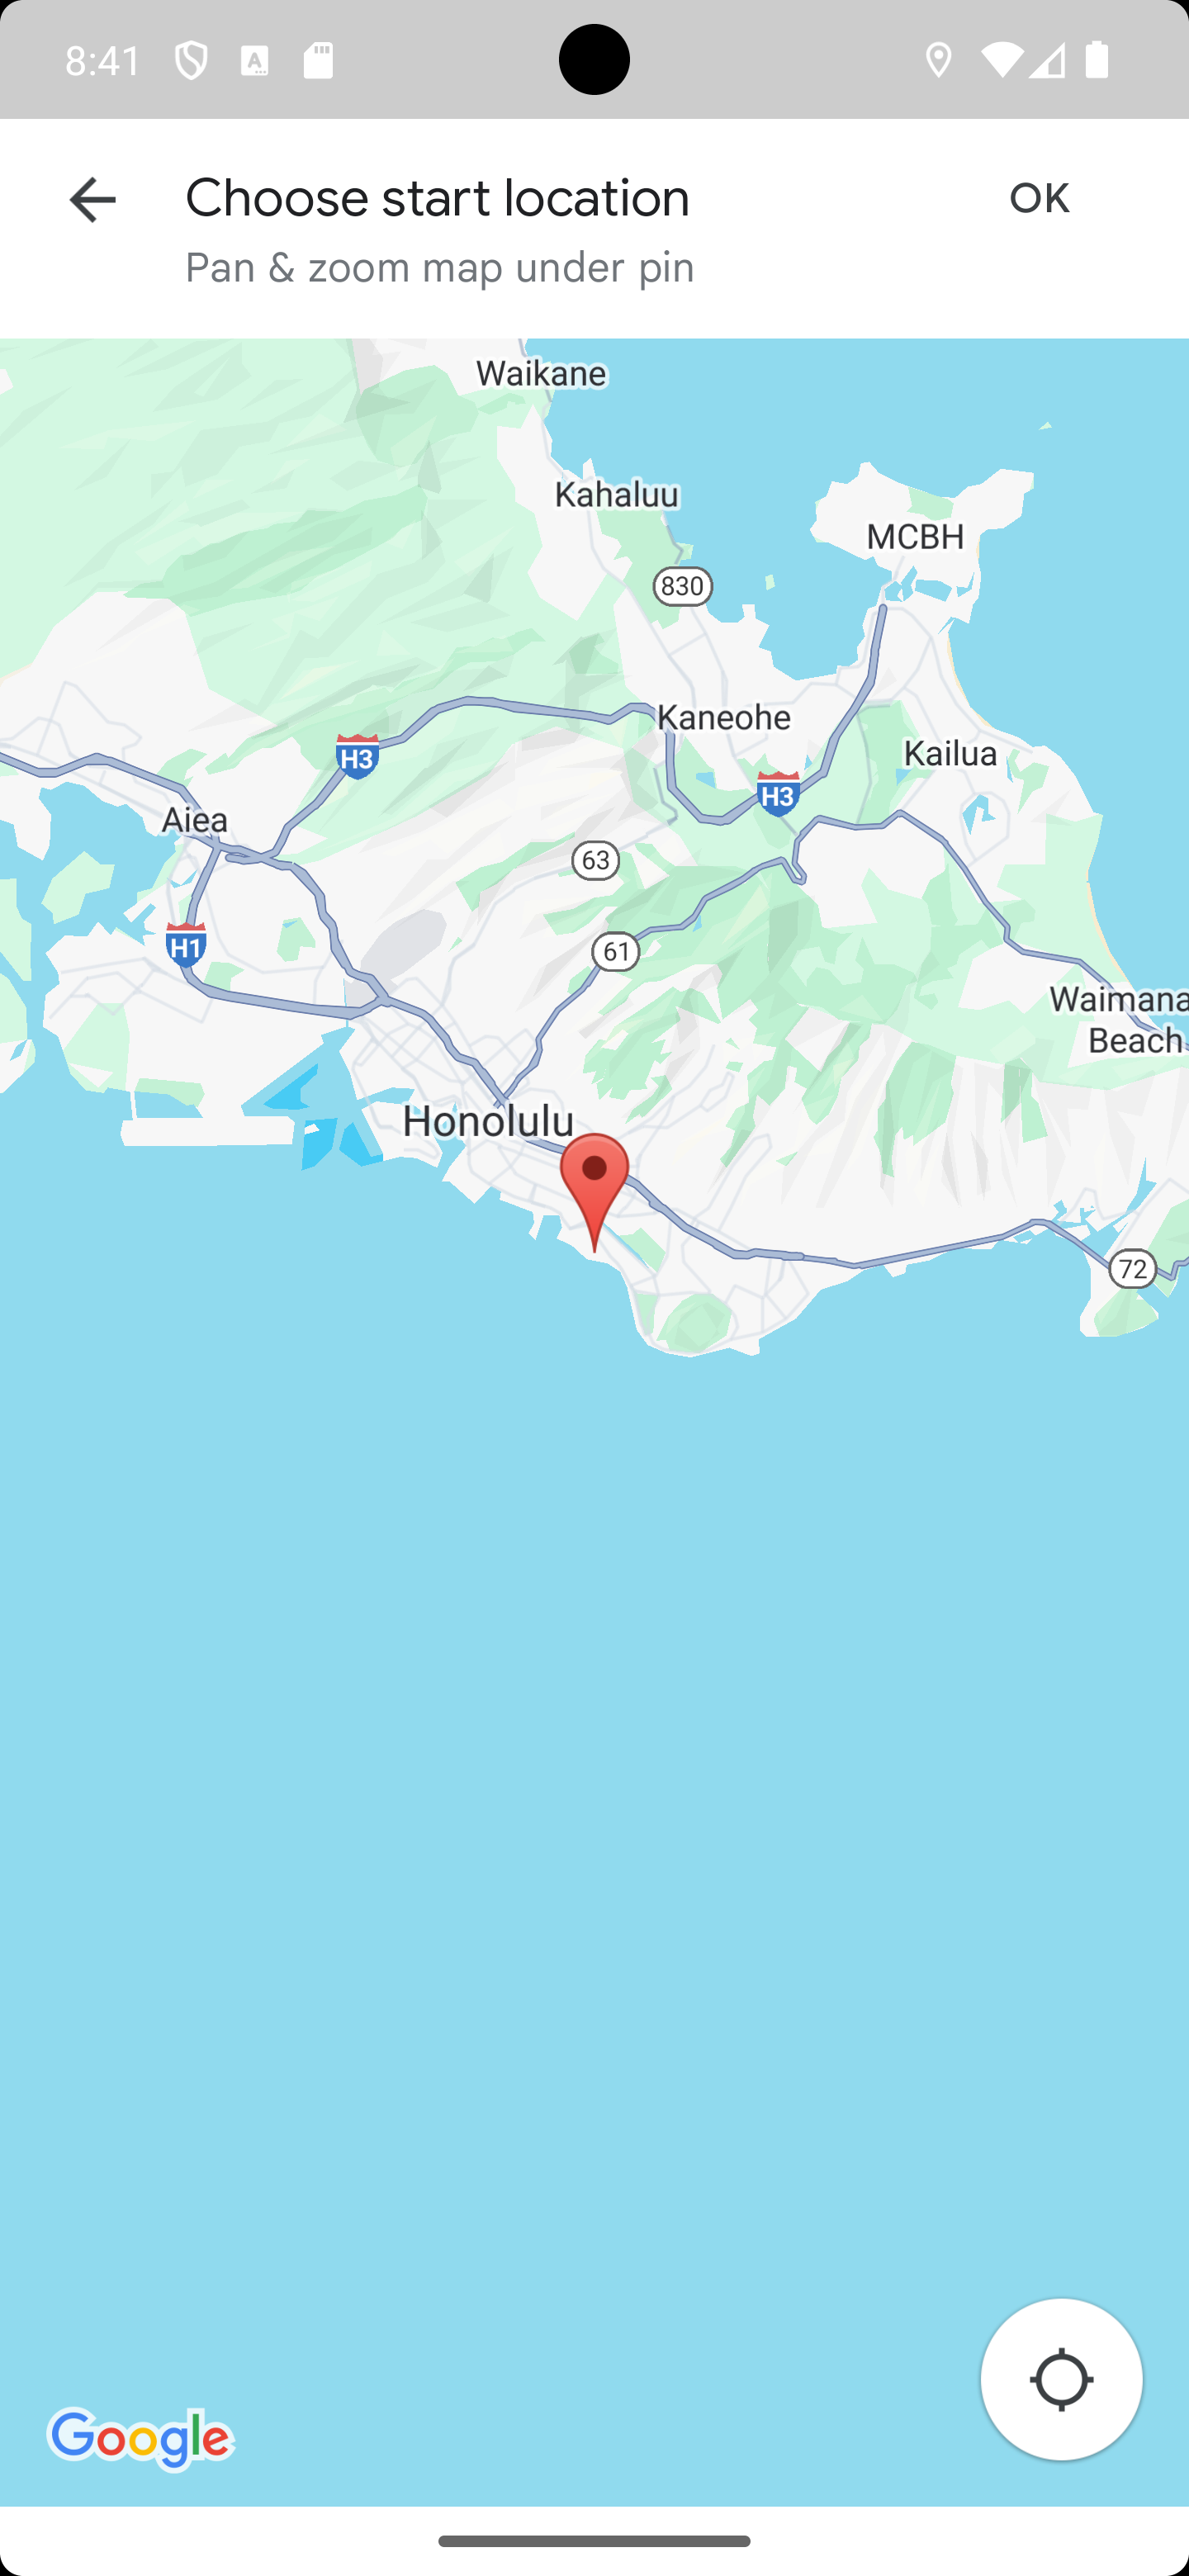 8:41
Choose start location
OK
Pan & zoom map under pin
Waikane
Kahaluu
MCBH
830
Kaneohe
Kailua
H3
H3
Aiea
63
H1
61
Waimana
Beach
Honolulu
72
Google